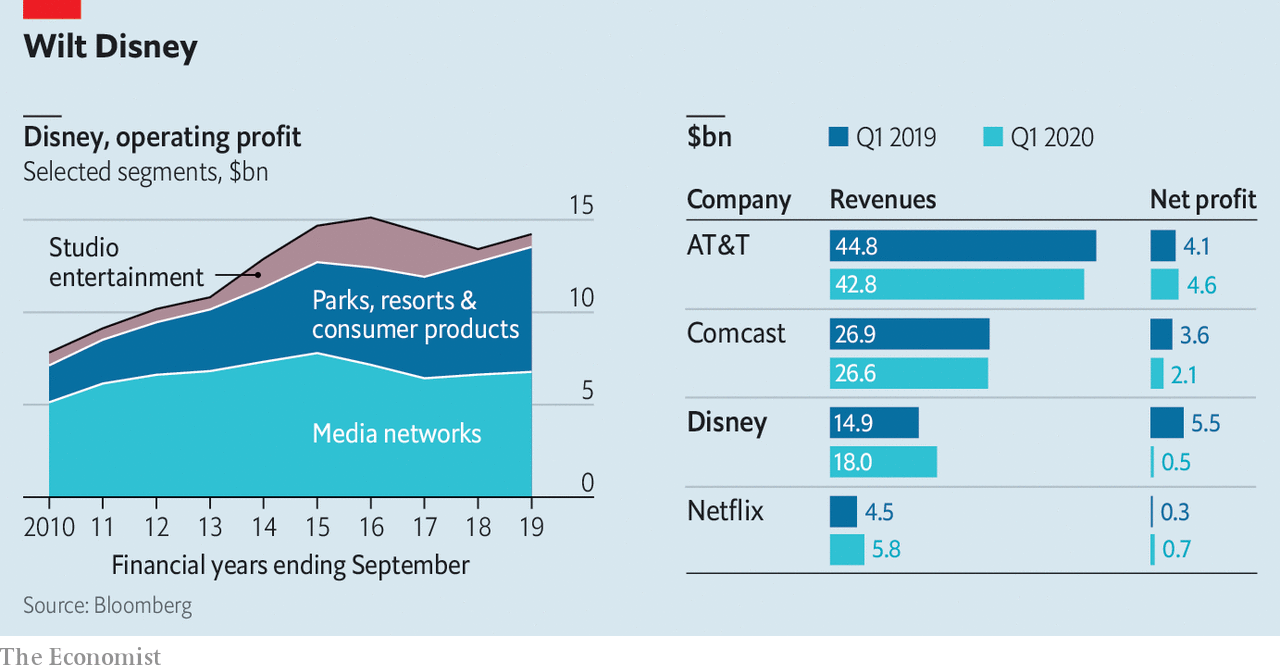 Wilt Disney
Disney, operating profit
Selected segments, $bn
15
10
5
0
Studio
entertainment
Parks, resorts &
consumer products
Media networks
2010 11 12 13 14 15 16 17 18 19
Financial years ending September
$bn Q1 2019 Q1 2020
Company Revenues Net profit
AT&T 44.8 4.1
42.8 4.6
Comcast 26.9 3.6
26.6 2.1
Disney 14.9 5.5
18.0 0.5
Netflix 4.5 0.3
5.8 0.7
Source: Bloomberg
The Economist